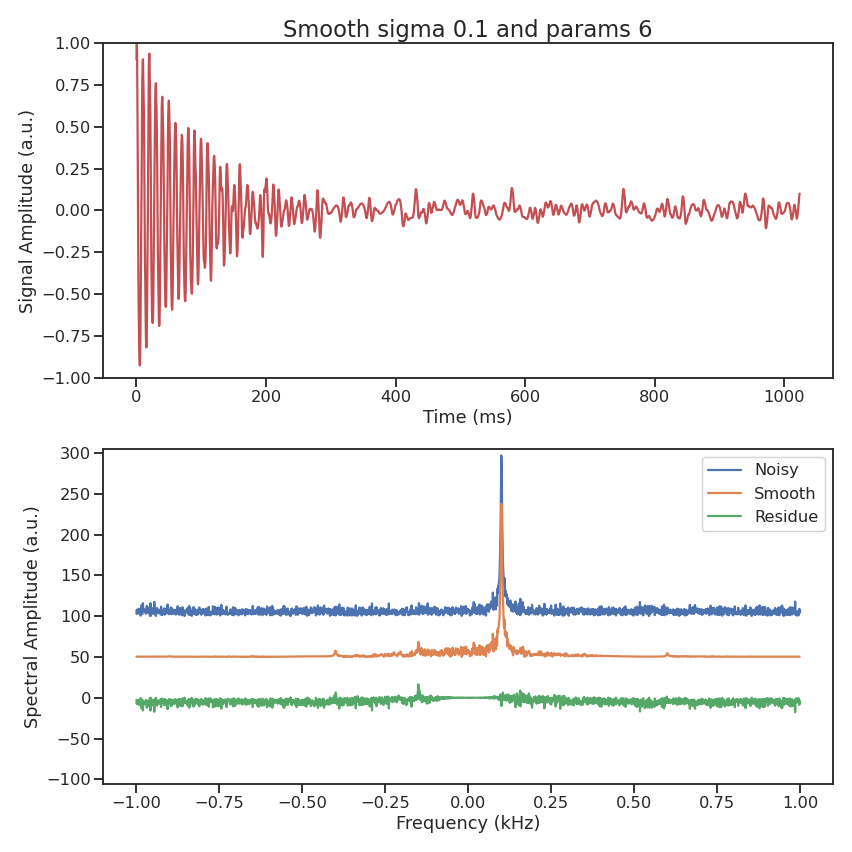 Smooth sigma 0.1 and params 6
1.00
0.75
0.50
0.25
0.00
−0.25
−0.50
−0.75
−1.00
Signal Amplitude (a.u.)
0 200 400 600 800 1000
Time (ms)
300
250
200
150
100
50
0
−50
−100
Spectral Amplitude (a.u.)
Noisy
Smooth
Residue
−1.00 −0.75 −0.50 −0.25 0.00 0.25 0.50 0.75 1.00
Frequency (kHz)